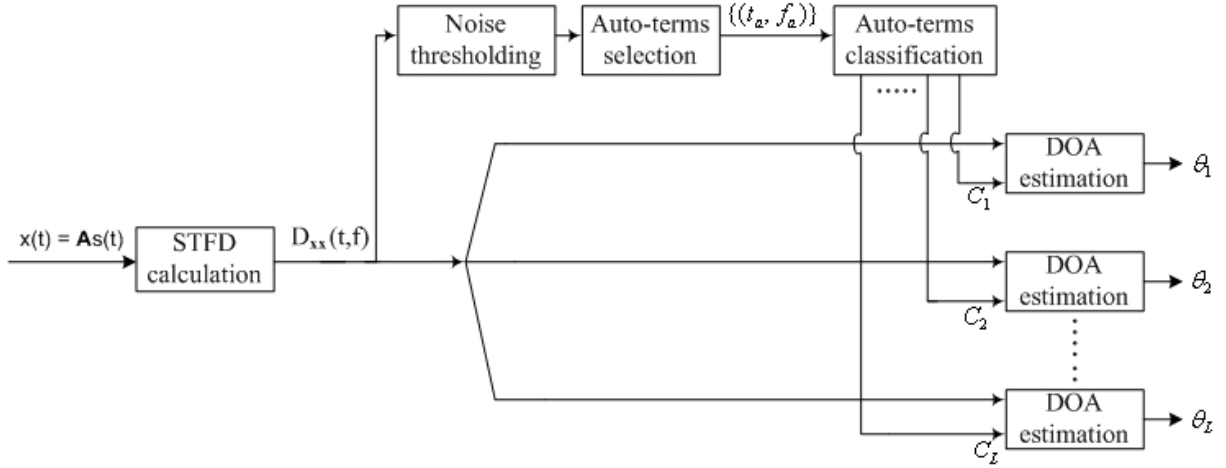 Noise
thresholding
Auto-terms
selection
{(t_a, f_a)}
Auto-terms
classification
.....
DOA
estimation
θ_1
C_1
x(t) = As(t)
STFD
calculation
D_xx(t,f)
DOA
estimation
θ_2
C_2
DOA
estimation
θ_L
C_L